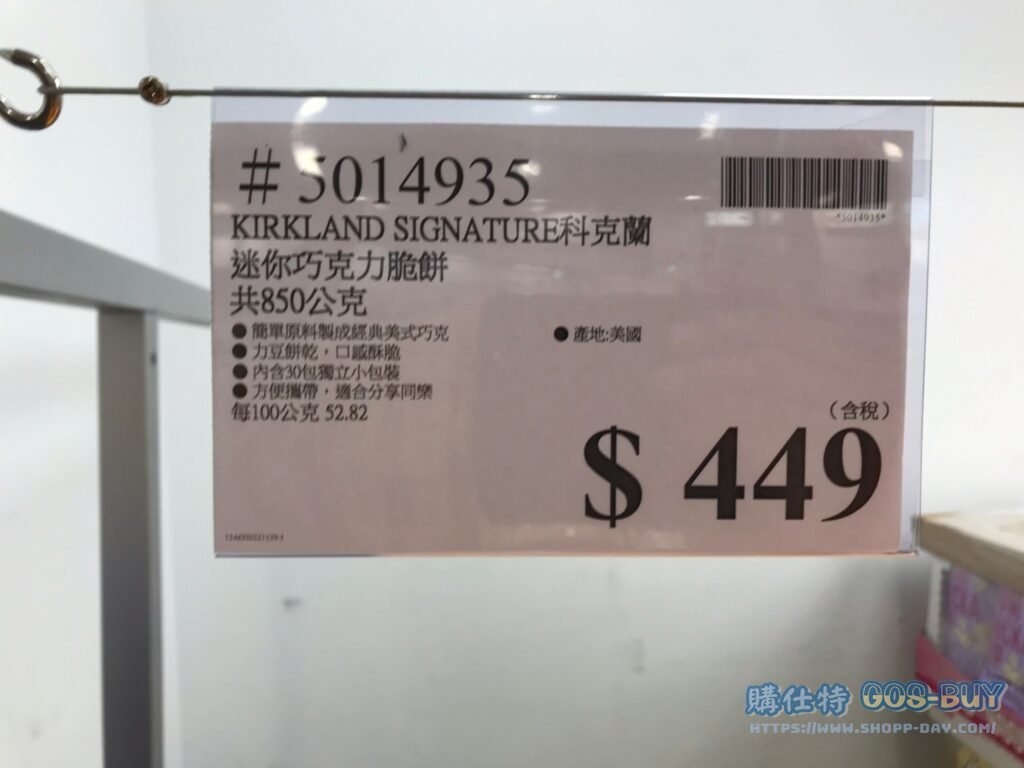 # 5014935
*5014935*
KIRKLAND SIGNATURE科克蘭
迷你巧克力脆餅
共850公克
● 簡單原料製成經典美式巧克
● 力豆餅乾，口感酥脆
● 內含30包獨立小包裝
● 方便攜帶，適合分享同樂
● 產地:美國
每100公克 52.82
（含稅）
$ 449
購仕特 GOS-BUY
HTTPS://WWW.SHOPP-DAY.COM/